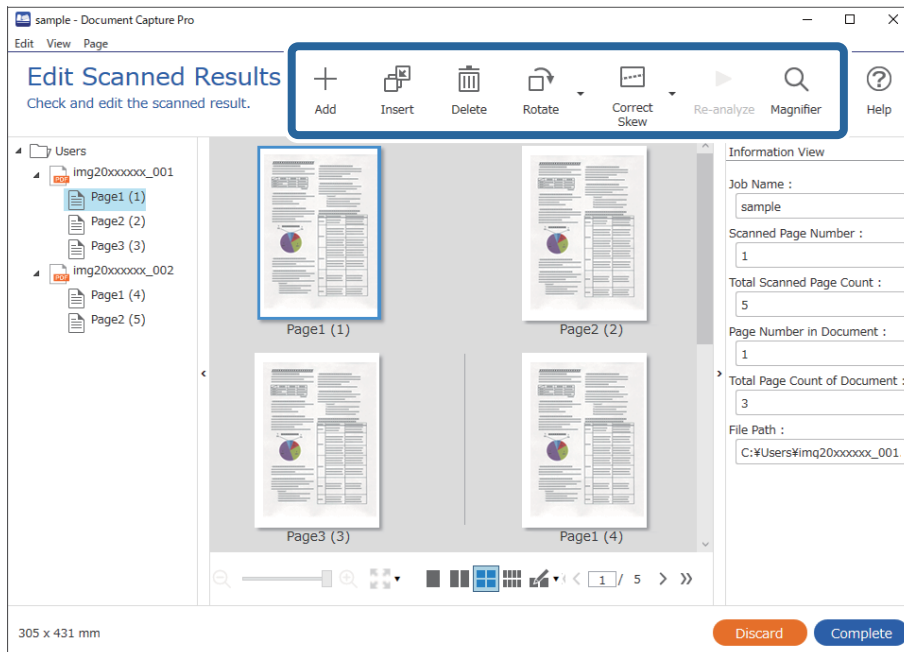 sample - Document Capture Pro
Edit View Page
Edit Scanned Results
Check and edit the scanned result.
Add
Insert
Delete
Rotate
Correct
Skew
Re-analyze
Magnifier
Help
Users
PDF img20xxxxxx_001
Page1 (1)
Page2 (2)
Page3 (3)
PDF img20xxxxxx_002
Page1 (4)
Page2 (5)
Page1 (1)
Page2 (2)
Page3 (3)
Page1 (4)
Information View
Job Name :
sample
Scanned Page Number :
1
Total Scanned Page Count :
5
Page Number in Document :
1
Total Page Count of Document :
3
File Path :
C:¥Users¥img20xxxxxx_001.
1 / 5
305 x 431 mm
Discard
Complete